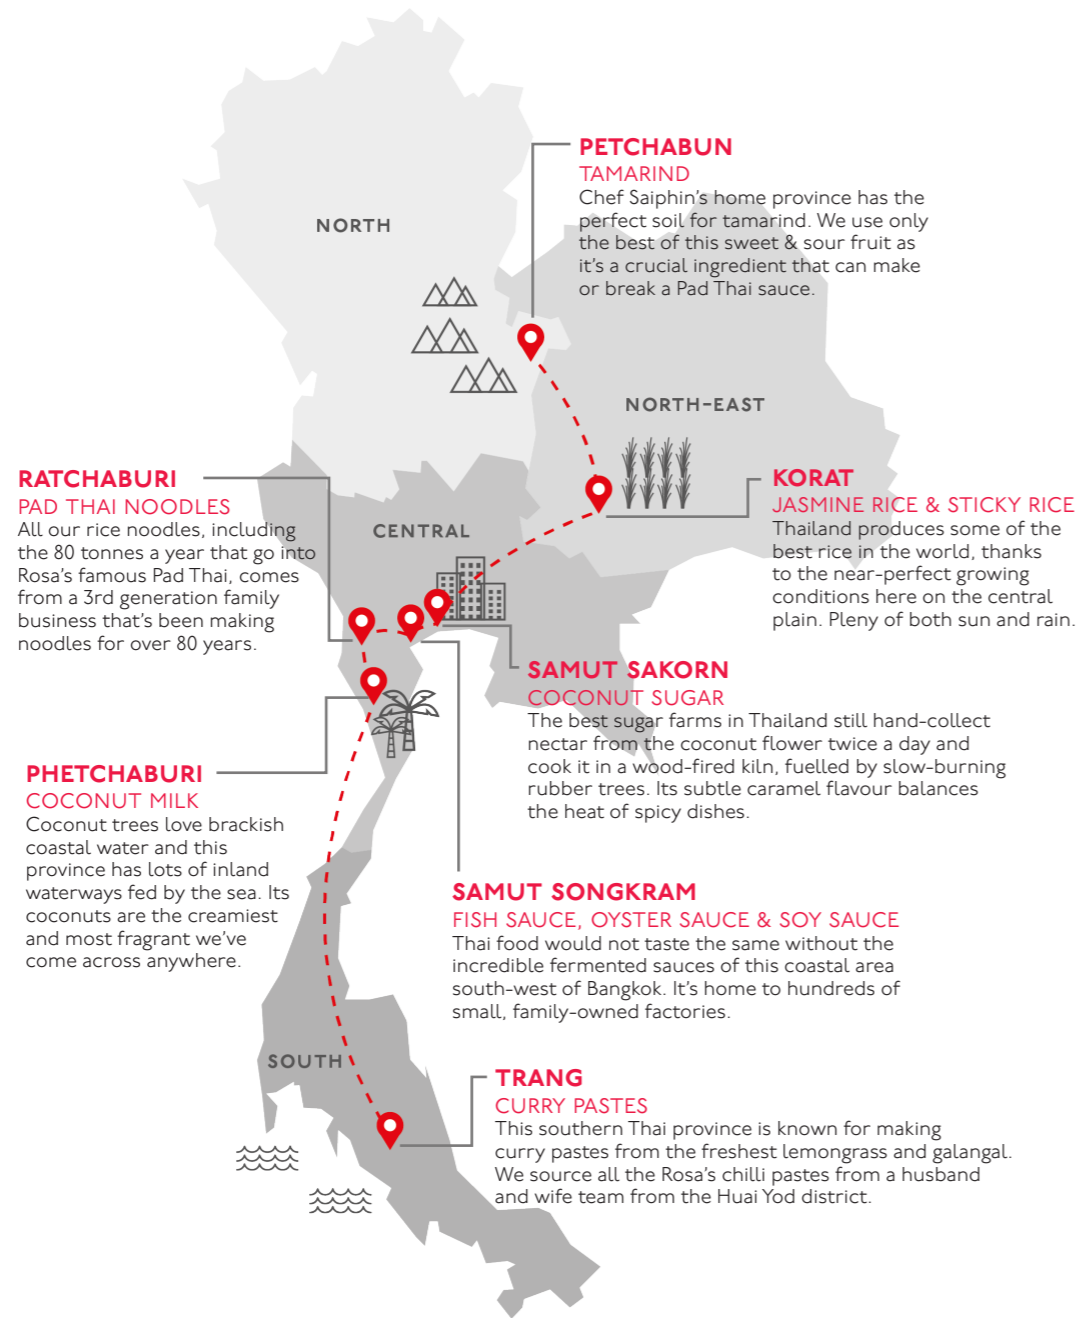 PETCHABUN
TAMARIND
Chef Saiphin's home province has the
perfect soil for tamarind. We use only
the best of this sweet & sour fruit as
it's a crucial ingredient that can make
or break a Pad Thai sauce.
NORTH
NORTH-EAST
RATCHABURI
PAD THAI NOODLES
All our rice noodles, including
the 80 tonnes a year that go into
Rosa's famous Pad Thai, comes
from a 3rd generation family
business that's been making
noodles for over 80 years.
CENTRAL
KORAT
JASMINE RICE & STICKY RICE
Thailand produces some of the
best rice in the world, thanks
to the near-perfect growing
conditions here on the central
plain. Pleny of both sun and rain.
SAMUT SAKORN
COCONUT SUGAR
The best sugar farms in Thailand still hand-collect
nectar from the coconut flower twice a day and
cook it in a wood-fired kiln, fuelled by slow-burning
rubber trees. Its subtle caramel flavour balances
the heat of spicy dishes.
PHETCHABURI
COCONUT MILK
Coconut trees love brackish
coastal water and this
province has lots of inland
waterways fed by the sea. Its
coconuts are the creamiest
and most fragrant we've
come across anywhere.
SAMUT SONGKRAM
FISH SAUCE, OYSTER SAUCE & SOY SAUCE
Thai food would not taste the same without the
incredible fermented sauces of this coastal area
south-west of Bangkok. It's home to hundreds of
small, family-owned factories.
SOUTH
TRANG
CURRY PASTES
This southern Thai province is known for making
curry pastes from the freshest lemongrass and galangal.
We source all the Rosa's chilli pastes from a husband
and wife team from the Huai Yod district.